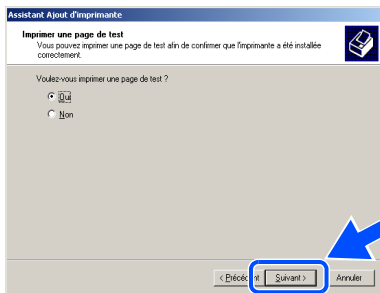 Assistant Ajout d'imprimante
Imprimer une page de test
Vous pouvez imprimer une page de test afin de confirmer que l'imprimante a été installée
correctement.
Voulez-vous imprimer une page de test ?
Oui
Non
< Précédent Suivant > Annuler